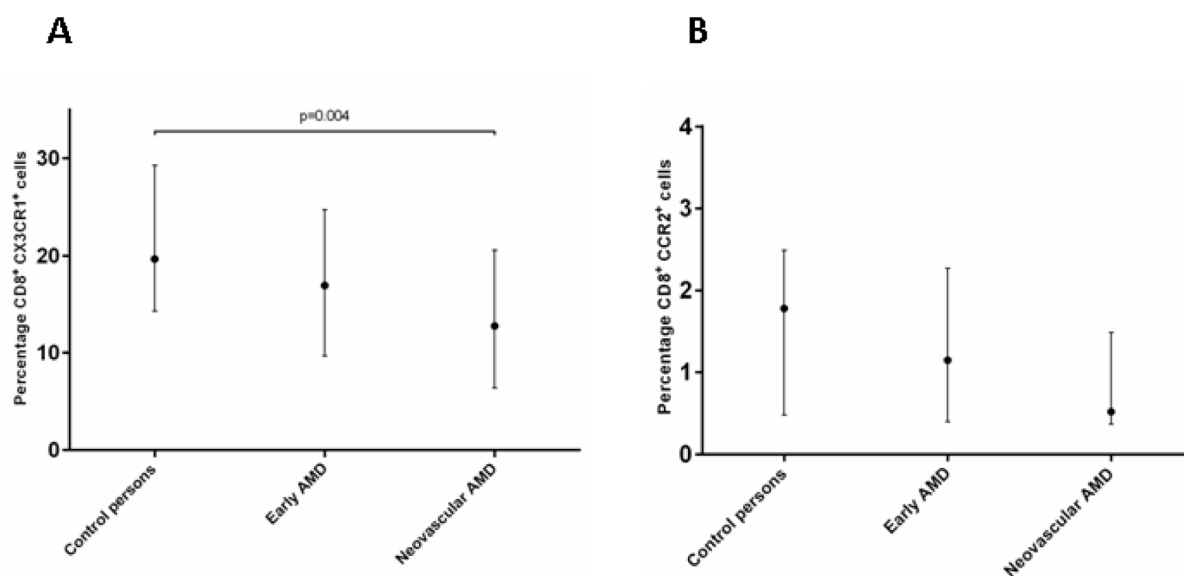 A
B
Percentage CD8⁺ CX3CR1⁺ cells
30
20
10
0
p=0.004
Control persons
Early AMD
Neovascular AMD
Percentage CD8⁺ CCR2⁺ cells
4
3
2
1
0
Control persons
Early AMD
Neovascular AMD